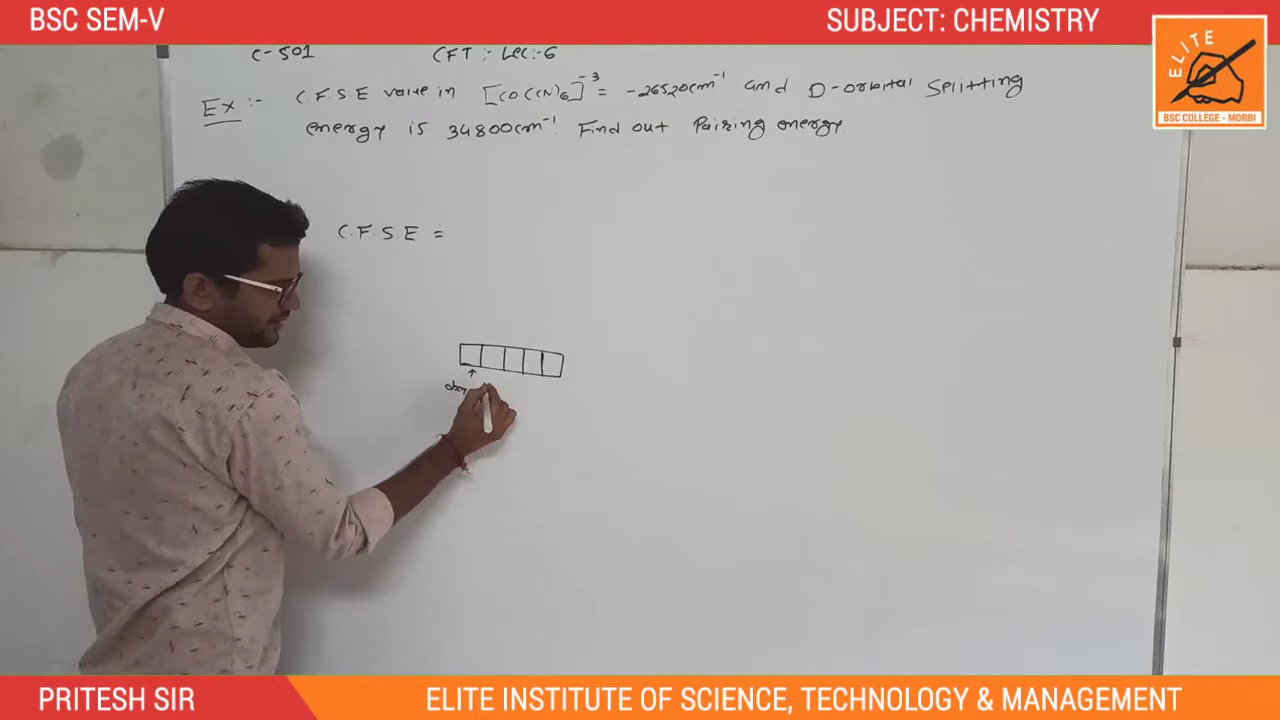 BSC SEM-V
SUBJECT: CHEMISTRY
ELITE
BSC COLLEGE - MORBI
C-501 CFT :- Lec:-6
Ex :- C.F.S.E value in [CO(CN)6]⁻³ = -26520cm⁻¹ and D-orbital Splitting
energy is 34800cm⁻¹. Find out Pairing energy.
C.F.S.E =
dxy
PRITESH SIR
ELITE INSTITUTE OF SCIENCE, TECHNOLOGY & MANAGEMENT